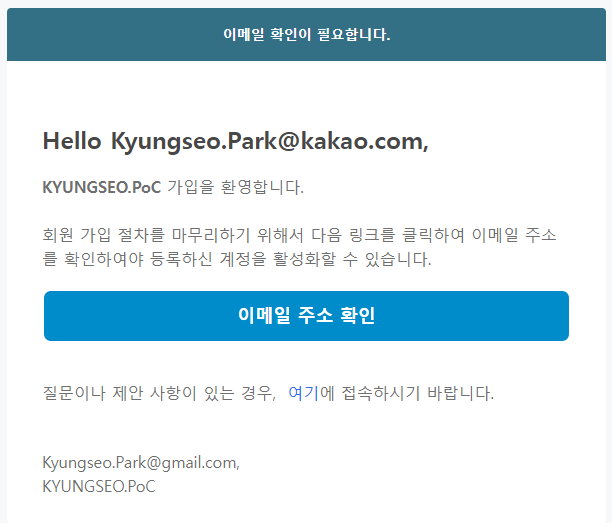 이메일 확인이 필요합니다.
Hello Kyungseo.Park@kakao.com,
KYUNGSEO.PoC 가입을 환영합니다.
회원 가입 절차를 마무리하기 위해서 다음 링크를 클릭하여 이메일 주소
를 확인하여야 등록하신 계정을 활성화할 수 있습니다.
이메일 주소 확인
질문이나 제안 사항이 있는 경우, 여기에 접속하시기 바랍니다.
Kyungseo.Park@gmail.com,
KYUNGSEO.PoC